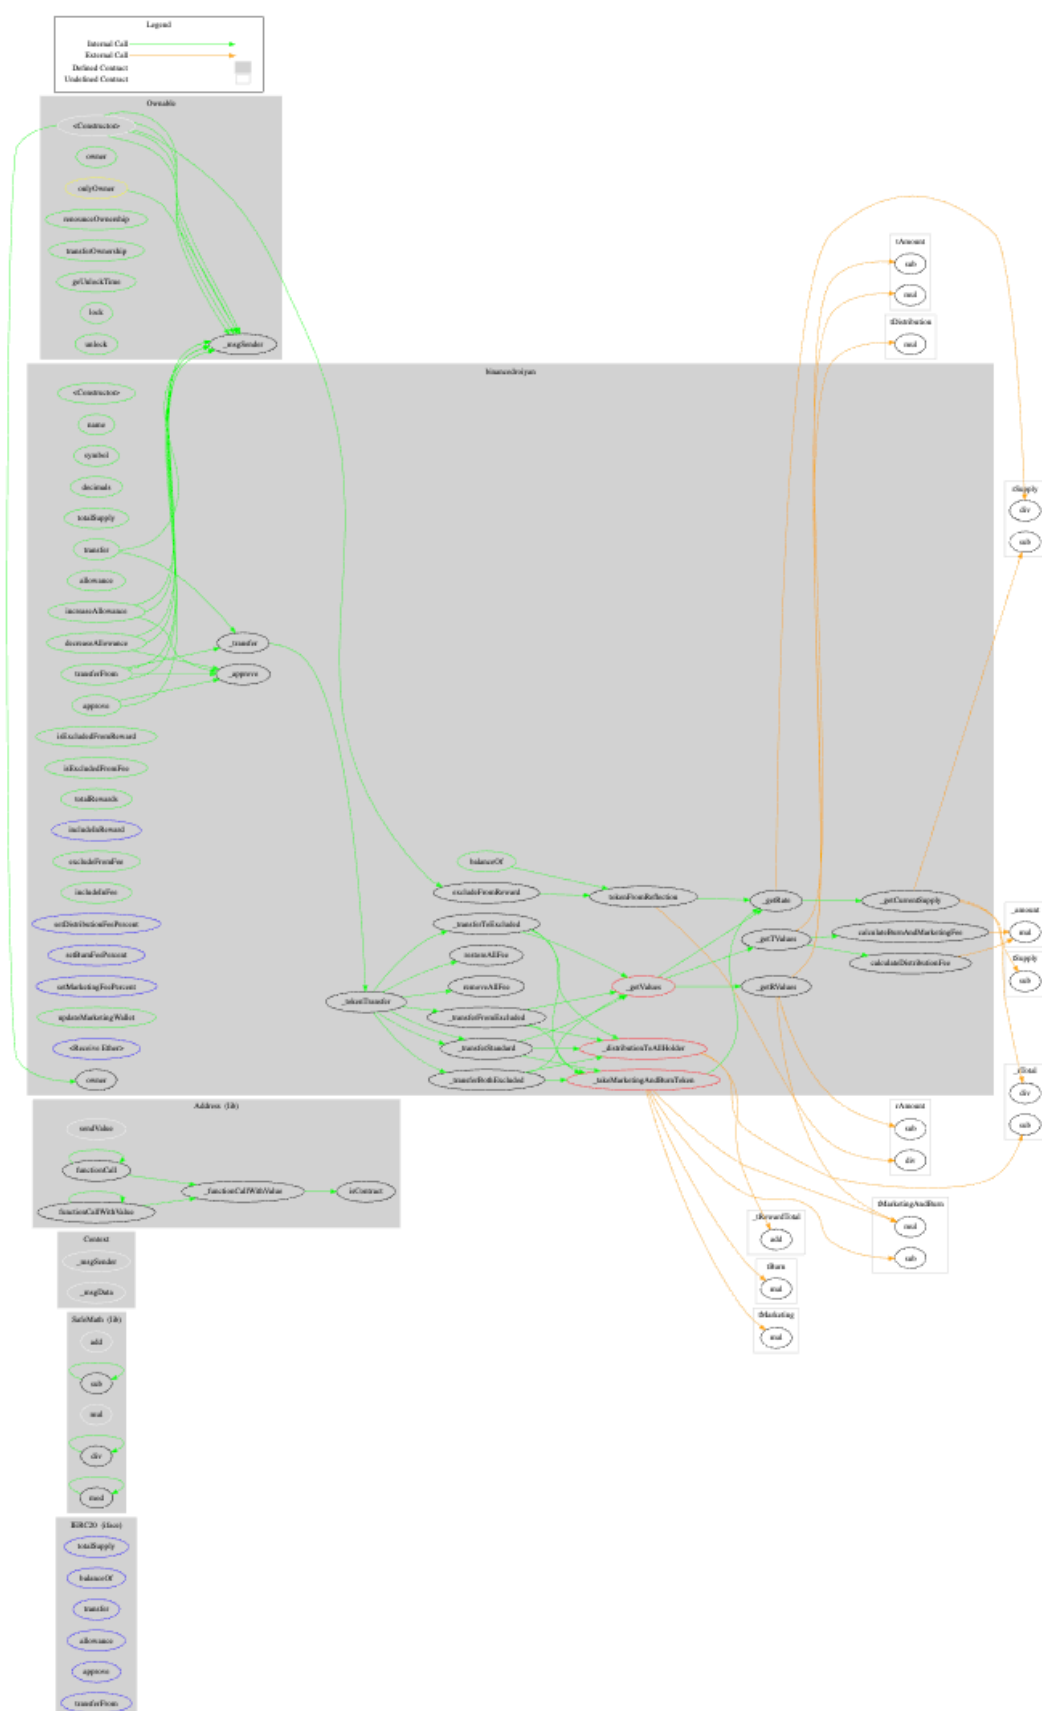 Legend
Internal Call
External Call
Defined Contract
Undefined Contract
Ownable
<Constructor>
owner
onlyOwner
renounceOwnership
transferOwnership
getUnlockTime
lock
unlock
_msgSender
tAmount
sub
mul
tDistribution
mul
<Constructor>
name
symbol
decimals
totalSupply
transfer
allowance
increaseAllowance
decreaseAllowance
transferFrom
approve
_transfer
_approve
div
sub
isExcludedFromReward
isExcludedFromFee
totalRewards
includeInReward
excludeFromFee
includeInFee
setDistributionFeePercent
setBurnFeePercent
setMarketingFeePercent
updateMarketingWallet
<Receive Ether>
owner
balanceOf
excludeFromReward
tokenFromReflection
_getRate
_getCurrentSupply
_transferToExcluded
_getTValues
calculateBurnAndMarketingFee
calculateDistributionFee
restoreAllFee
removeAllFee
_getValues
_getRValues
_tokenTransfer
_transferFromExcluded
_transferStandard
_distributionToAllHolder
_transferBothExcluded
_takeMarketingAndBurnToken
_amount
mul
tSupply
sub
_tTotal
div
sub
rAmount
sub
div
tMarketingAndBurn
mul
sub
_tRewardTotal
add
tBurn
mul
tMarketing
mul
Address (lib)
sendValue
functionCall
functionCallWithValue
_functionCallWithValue
isContract
Context
_msgSender
_msgData
SafeMath (lib)
add
sub
mul
div
mod
totalSupply
balanceOf
transfer
allowance
approve
transferFrom